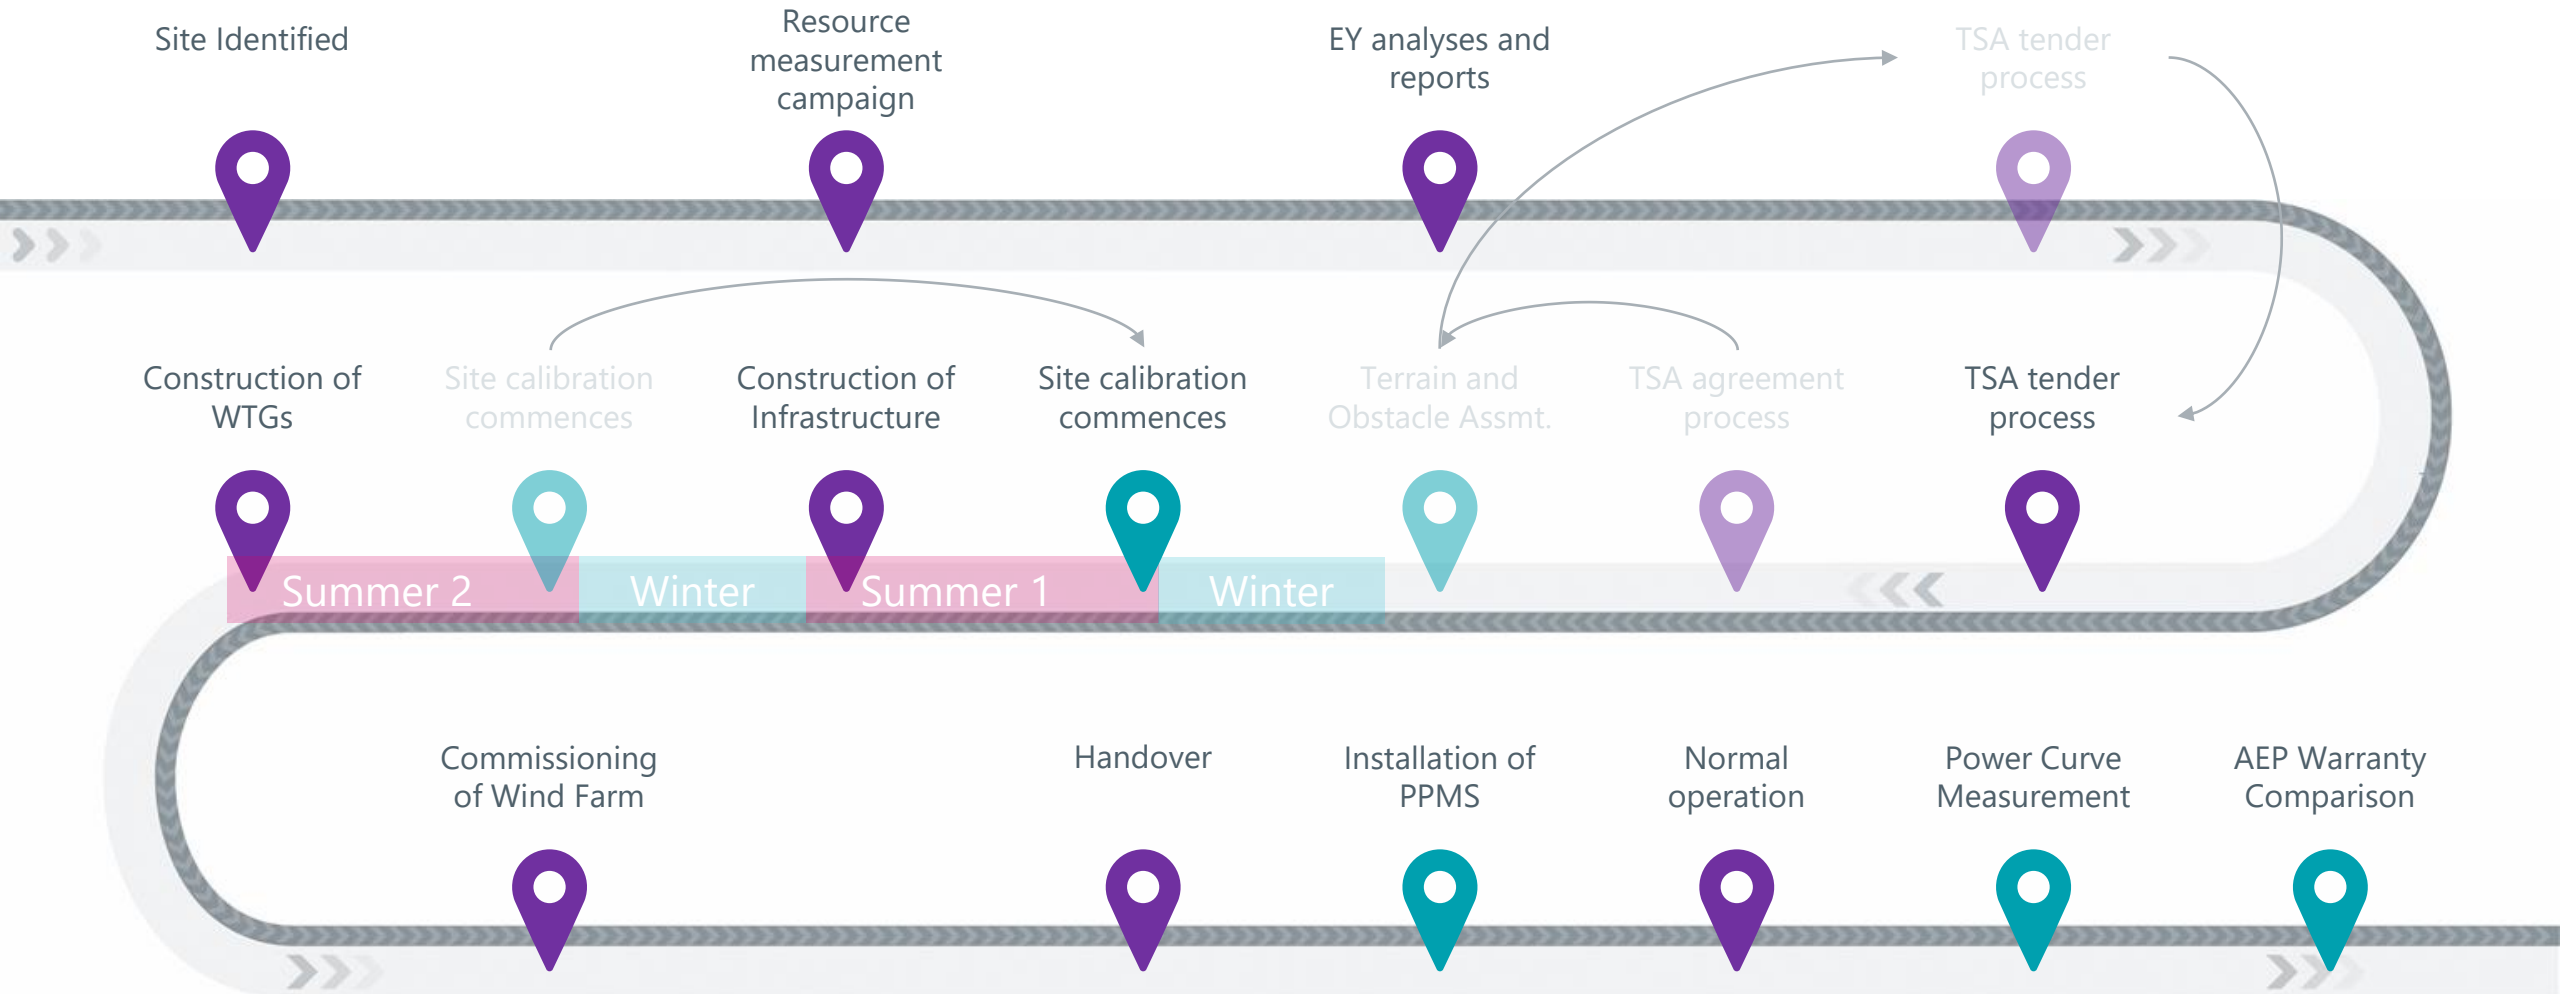 Site Identified
Resource
measurement
campaign
EY analyses and
reports
TSA tender
process
Construction of
WTGs
Site calibration
commences
Construction of
Infrastructure
Site calibration
commences
Terrain and
Obstacle Assmt.
TSA agreement
process
TSA tender
process
Summer 2
Winter
Summer 1
Winter
Commissioning
of Wind Farm
Handover
Installation of
PPMS
Normal
operation
Power Curve
Measurement
AEP Warranty
Comparison